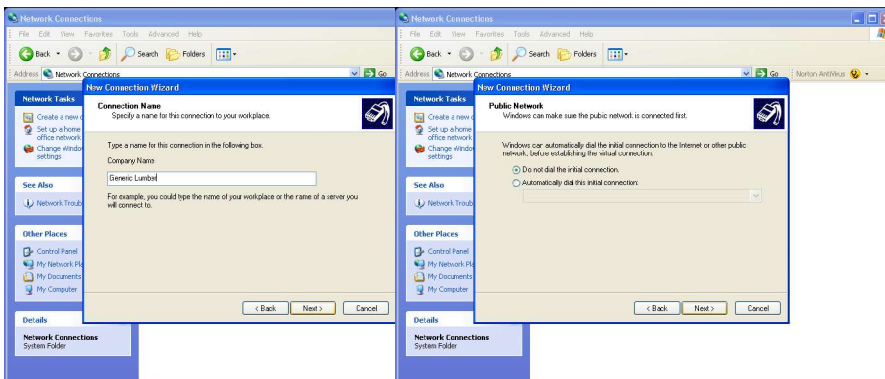 Network Connections
File Edit View Favorites Tools Advanced Help
Back Search Folders
Address Network Connections Go
Network Tasks
Create a new c
Set up a home
office network
Change Windo
settings
See Also
Network Troub
Other Places
Control Panel
My Network Pla
My Documents
My Computer
Details
Network Connections
System Folder
New Connection Wizard
Connection Name
Specify a name for this connection to your workplace.
Type a name for this connection in the following box.
Company Name
Generic Lumber
For example, you could type the name of your workplace or the name of a server you
will connect to.
< Back Next > Cancel
Network Connections
File Edit View Favorites Tools Advanced Help
Back Search Folders
Address Network Connections Go Norton AntiVirus
Network Tasks
Create a new c
Set up a home
office network
Change Windo
settings
See Also
Network Troub
Other Places
Control Panel
My Network Pla
My Documents
My Computer
Details
Network Connections
System Folder
New Connection Wizard
Public Network
Windows can make sure the public network is connected first.
Windows can automatically dial the initial connection to the Internet or other public
network, before establishing the virtual connection.
Do not dial the initial connection.
Automatically dial this initial connection:
< Back Next > Cancel